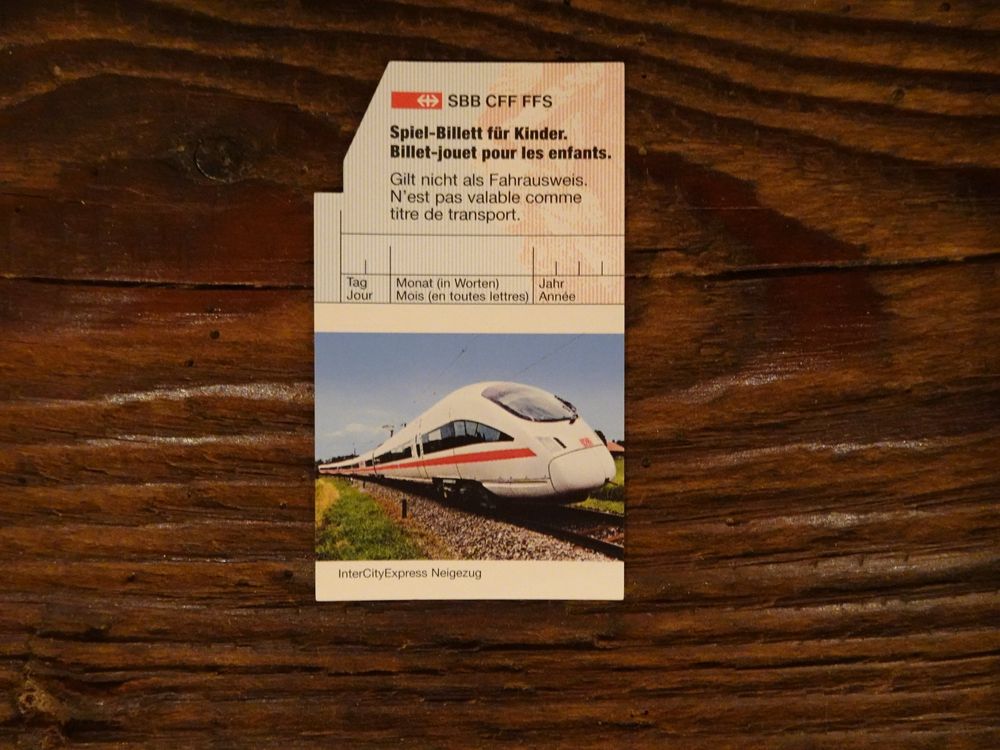 SBB CFF FFS
Spiel-Billett für Kinder.
Billet-jouet pour les enfants.
Gilt nicht als Fahrausweis.
N'est pas valable comme
titre de transport.
Tag Monat (in Worten) Jahr
Jour Mois (en toutes lettres) Année
DB
InterCityExpress Neigezug